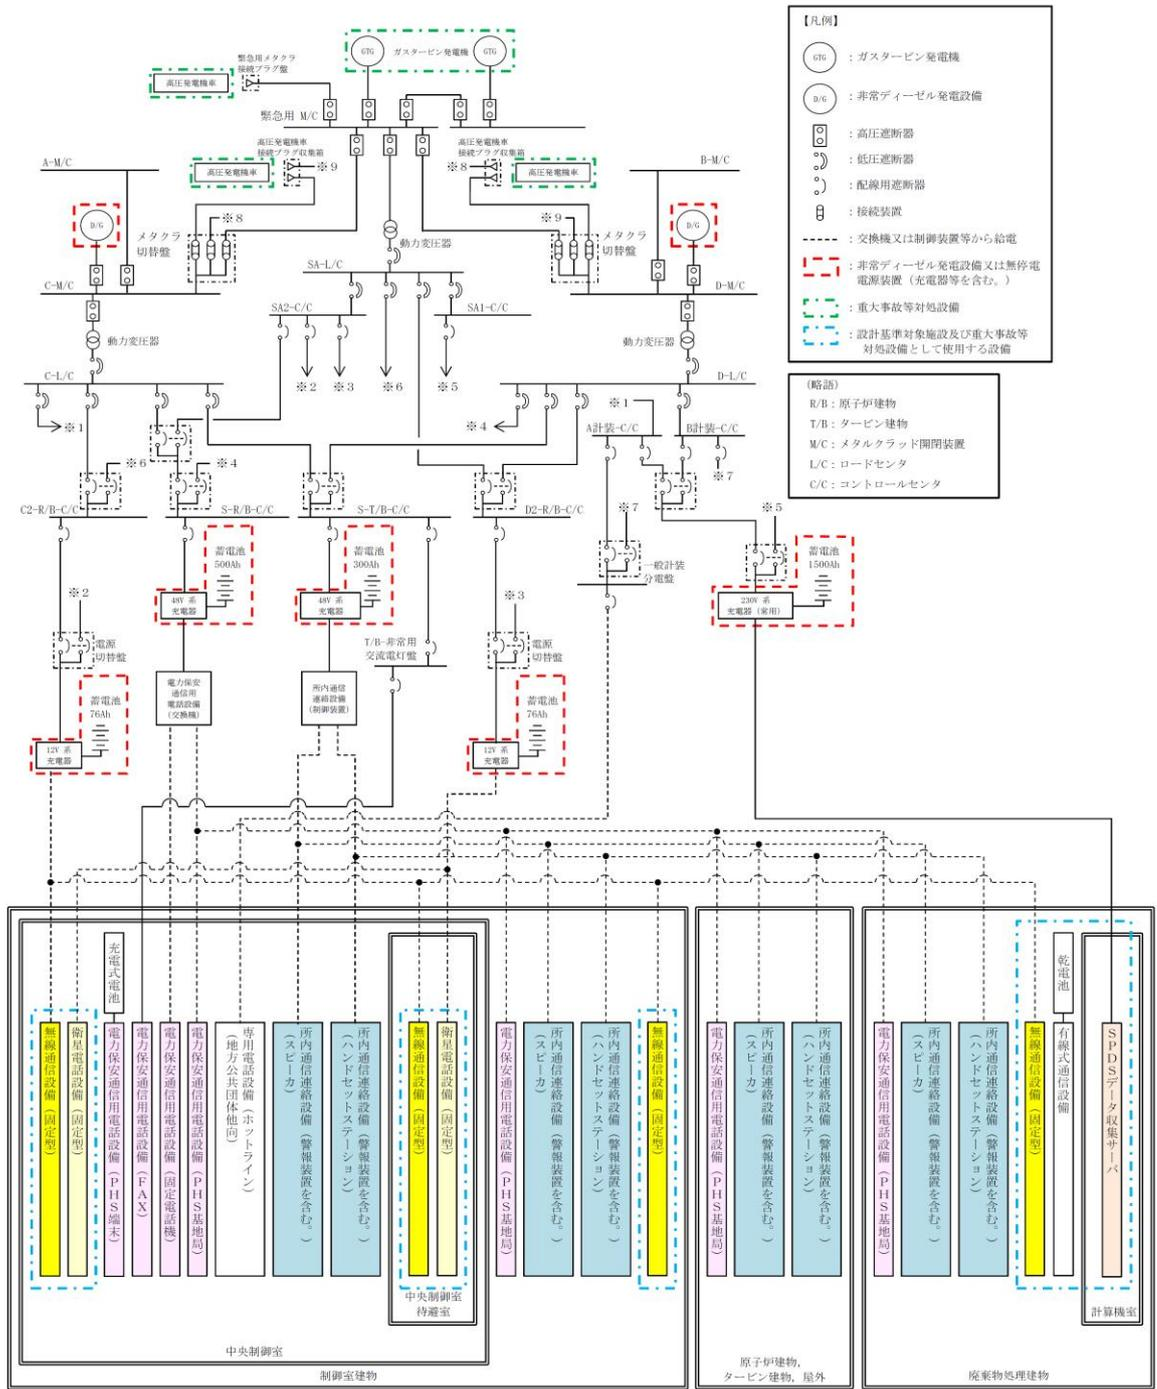 緊急用メタクラ
接続プラグ盤
高圧発電機車
GTG
ガスタービン発電機
GTG
緊急用 M/C
高圧発電機車
接続プラグ収集箱
※9
高圧発電機車
高圧発電機車
接続プラグ収集箱
※8
高圧発電機車
A-M/C
B-M/C
D/G
D/G
メタクラ
切替盤
※8
動力変圧器
※9
メタクラ
切替盤
C-M/C
D-M/C
SA-L/C
SA2-C/C
SA1-C/C
動力変圧器
動力変圧器
※2
※3
※6
※5
C-L/C
D-L/C
※1
※4
※1
A計装-C/C
B計装-C/C
※7
※6
※4
C2-R/B-C/C
S-R/B-C/C
S-T/B-C/C
D2-R/B-C/C
※7
※5
蓄電池
500Ah
蓄電池
300Ah
一般計装
分電盤
蓄電池
1500Ah
48V 系
充電器
48V 系
充電器
230V 系
充電器（常用）
※2
※3
電源
切替盤
T/B-非常用
交流電灯盤
電源
切替盤
電力保安
通信用
電話設備
（交換機）
所内通信
連絡設備
（制御装置）
蓄電池
76Ah
蓄電池
76Ah
12V 系
充電器
12V 系
充電器
【凡例】
GTG
：ガスタービン発電機
D/G
：非常ディーゼル発電設備
：高圧遮断器
：低圧遮断器
：配線用遮断器
：接続装置
：交換機又は制御装置等から給電
：非常ディーゼル発電設備又は無停電
電源装置（充電器等を含む。）
：重大事故等対処設備
：設計基準対象施設及び重大事故等
対処設備として使用する設備
（略語）
R/B：原子炉建物
T/B：タービン建物
M/C：メタルクラッド開閉装置
L/C：ロードセンタ
C/C：コントロールセンタ
無線通信設備（固定型）
衛星電話設備（固定型）
充電式電池
電力保安通信用電話設備（PHS端末）
電力保安通信用電話設備（FAX）
電力保安通信用電話設備（固定電話機）
電力保安通信用電話設備（PHS基地局）
専用電話設備（ホットライン）
（地方公共団体他向）
所内通信連絡設備（警報装置を含む。）
（スピーカ）
所内通信連絡設備（警報装置を含む。）
（ハンドセットステーション）
無線通信設備（固定型）
衛星電話設備（固定型）
中央制御室
待避室
電力保安通信用電話設備（PHS基地局）
所内通信連絡設備（警報装置を含む。）
（スピーカ）
所内通信連絡設備（警報装置を含む。）
（ハンドセットステーション）
無線通信設備（固定型）
中央制御室
制御室建物
電力保安通信用電話設備（PHS基地局）
所内通信連絡設備（警報装置を含む。）
（スピーカ）
所内通信連絡設備（警報装置を含む。）
（ハンドセットステーション）
原子炉建物，
タービン建物，屋外
電力保安通信用電話設備（PHS基地局）
所内通信連絡設備（警報装置を含む。）
（スピーカ）
所内通信連絡設備（警報装置を含む。）
（ハンドセットステーション）
無線通信設備（固定型）
乾電池
有線式通信設備
SPDSデータ収集サーバ
計算機室
廃棄物処理建物